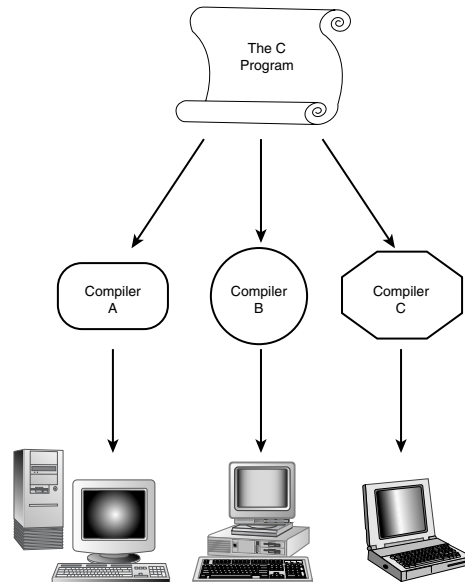 The C
Program
Compiler
A
Compiler
B
Compiler
C